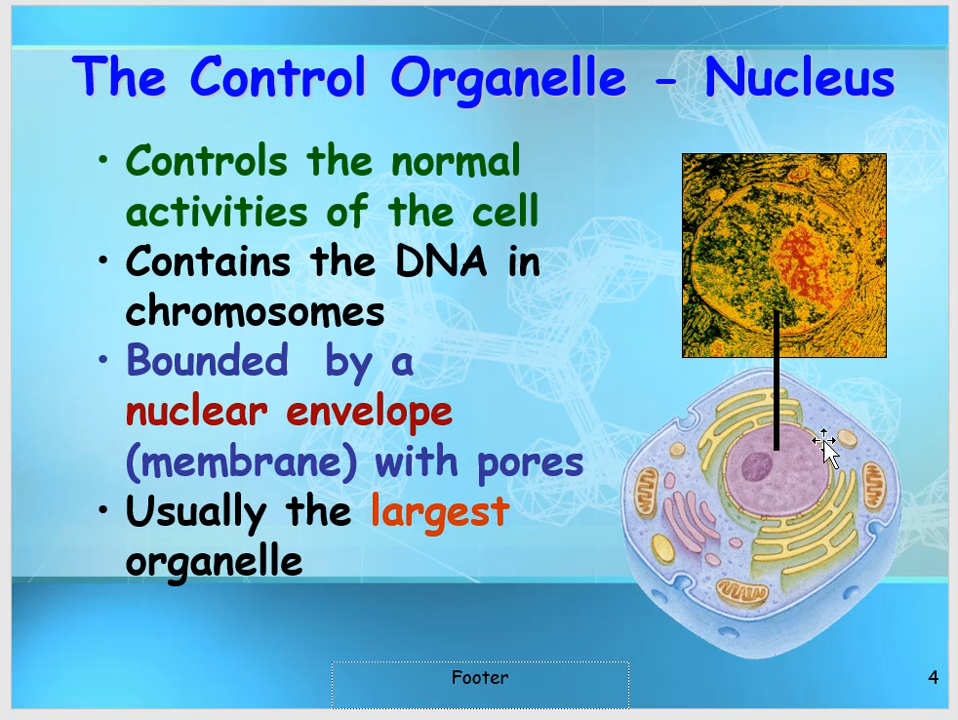 The Control Organelle - Nucleus
• Controls the normal
activities of the cell
• Contains the DNA in
chromosomes
• Bounded by a
nuclear envelope
(membrane) with pores
• Usually the largest
organelle
Footer
4